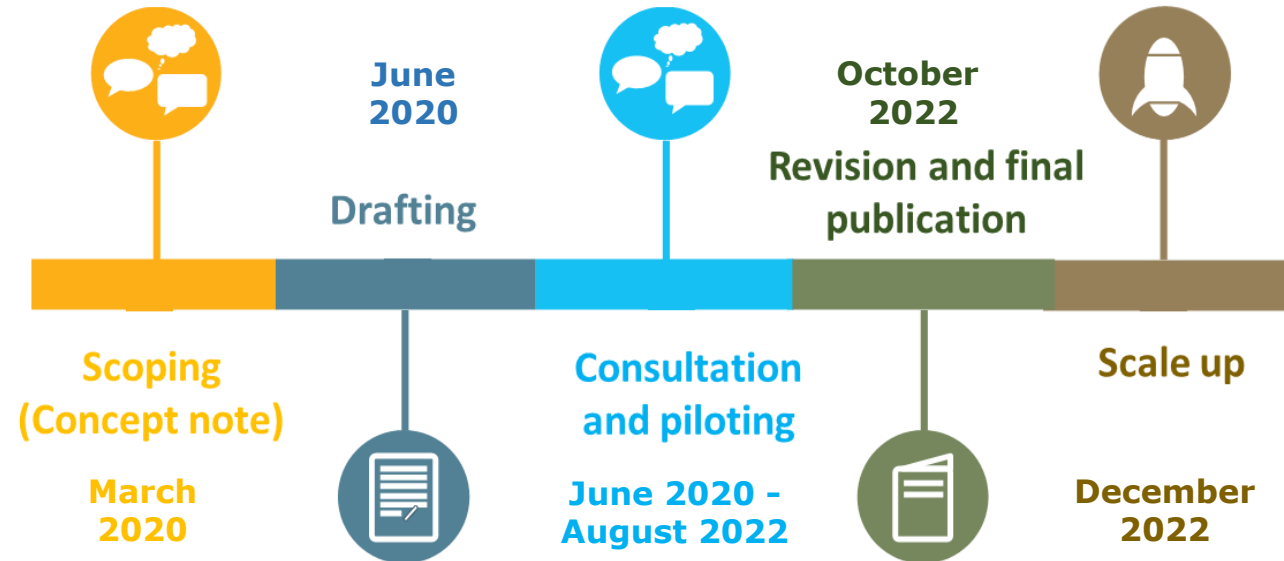 Scoping
(Concept note)
March
2020
June
2020
Drafting
Consultation
and piloting
June 2020 -
August 2022
October
2022
Revision and final
publication
Scale up
December
2022